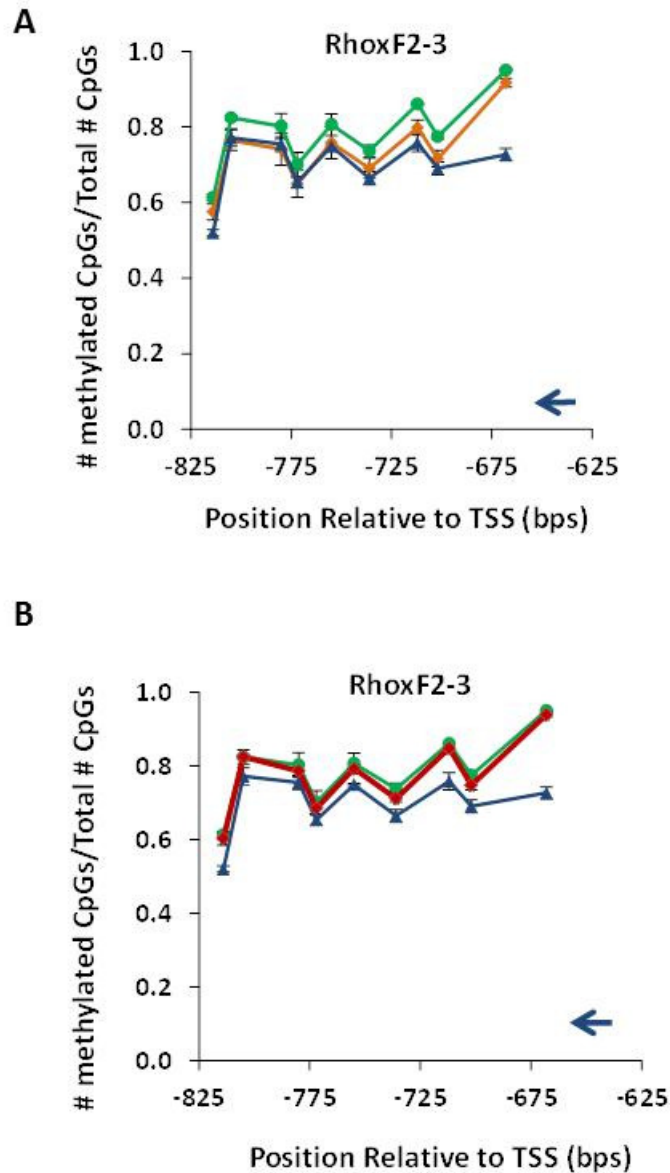 A
RhoxF2-3
# methylated CpGs/Total # CpGs
1.0
0.8
0.6
0.4
0.2
0.0
-825 -775 -725 -675 -625
Position Relative to TSS (bps)
B
RhoxF2-3
# methylated CpGs/Total # CpGs
1.0
0.8
0.6
0.4
0.2
0.0
-825 -775 -725 -675 -625
Position Relative to TSS (bps)